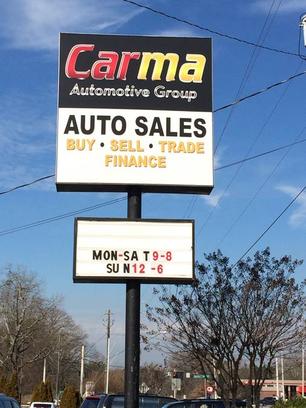 Carma
Automotive Group
AUTO SALES
BUY • SELL • TRADE
FINANCE
MON-SA T 9-8
SU N 12 -6